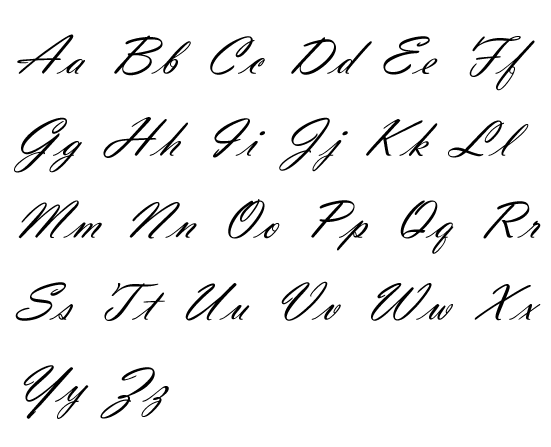 Aa Bb Cc Dd Ee Ff
Gg Hh Ii Jj Kk Ll
Mm Nn Oo Pp Qq Rr
Ss Tt Uu Vv Ww Xx
Yy Zz